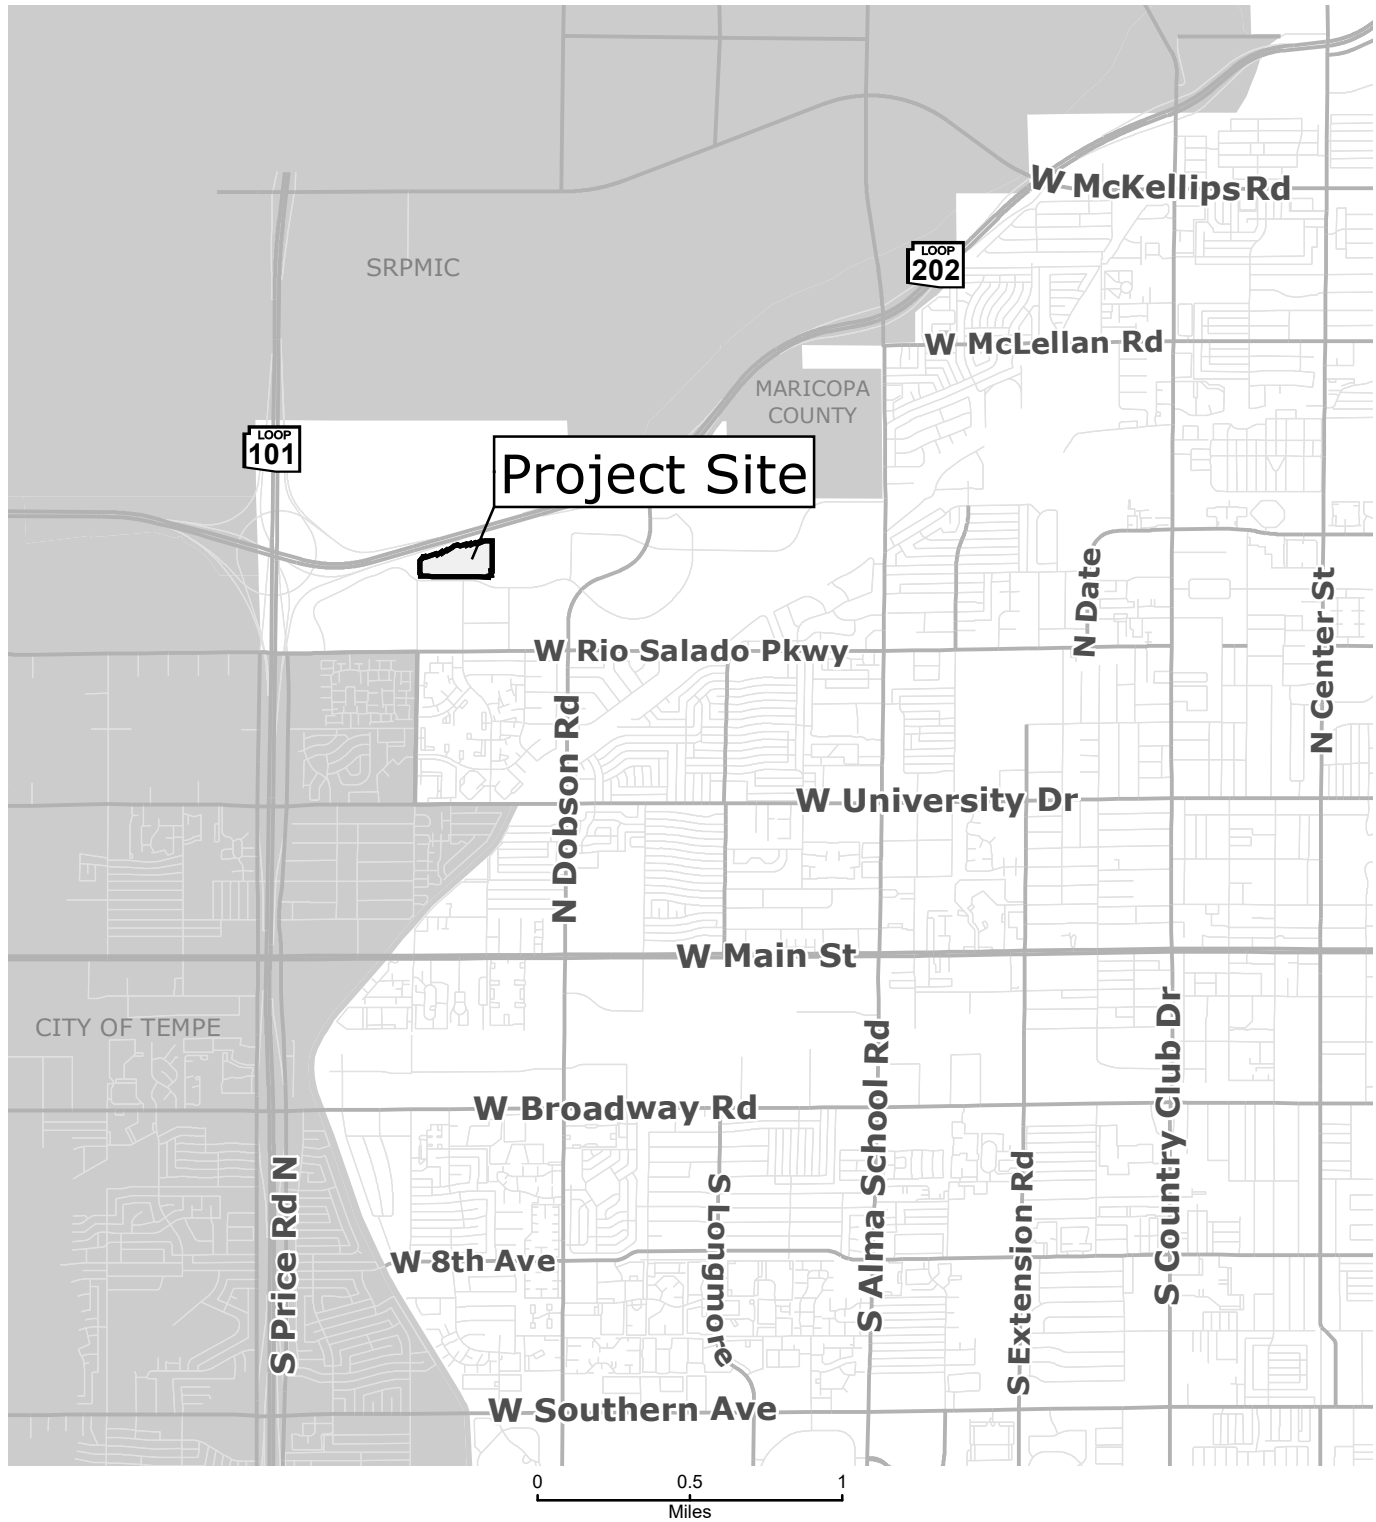 W McKellips Rd
LOOP
202
SRPMIC
W McLellan Rd
MARICOPA
COUNTY
LOOP
101
Project Site
N Date
N Center St
W Rio Salado Pkwy
N Dobson Rd
W University Dr
W Main St
CITY OF TEMPE
S Country Club Dr
S Alma School Rd
W Broadway Rd
S Price Rd N
S Longmore
S Extension Rd
W 8th Ave
W Southern Ave
0 0.5 1
Miles